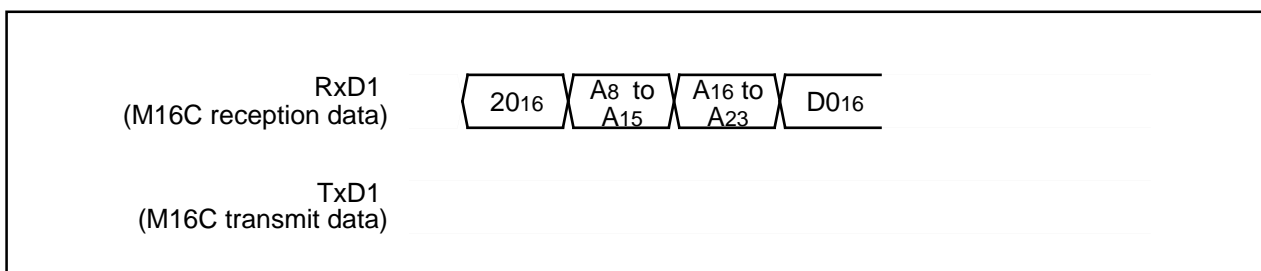 RxD1
(M16C reception data)
2016
A8 to
A15
A16 to
A23
D016
TxD1
(M16C transmit data)